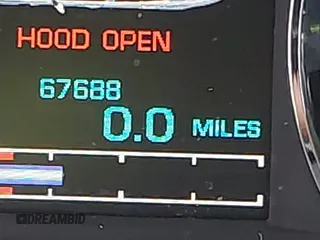 HOOD OPEN
67688
0.0 MILES
DREAMBID